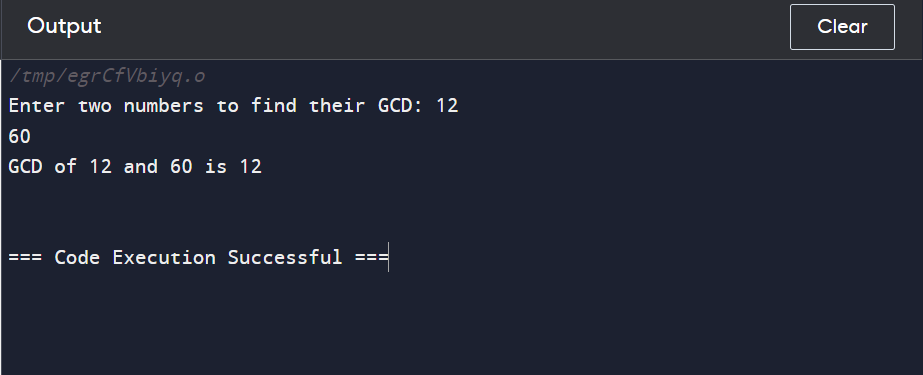 Output
Clear
/tmp/egrCfVbiyq.o
Enter two numbers to find their GCD: 12
60
GCD of 12 and 60 is 12
=== Code Execution Successful ===